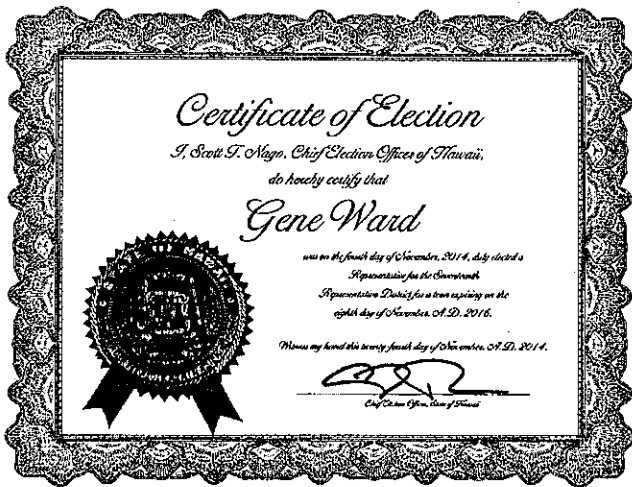 Certificate of Election
I, Scott T. Nago, Chief Election Officer of Hawaii,
do hereby certify that
Gene Ward
was on the fourth day of November, 2014, duly elected a
Representative for the Seventeenth
Representative District for a term expiring on the
eighth day of November, A.D. 2016.
Witness my hand this twenty-fourth day of November, A.D. 2014.
Chief Election Officer, State of Hawaii
STATE OF HAWAII